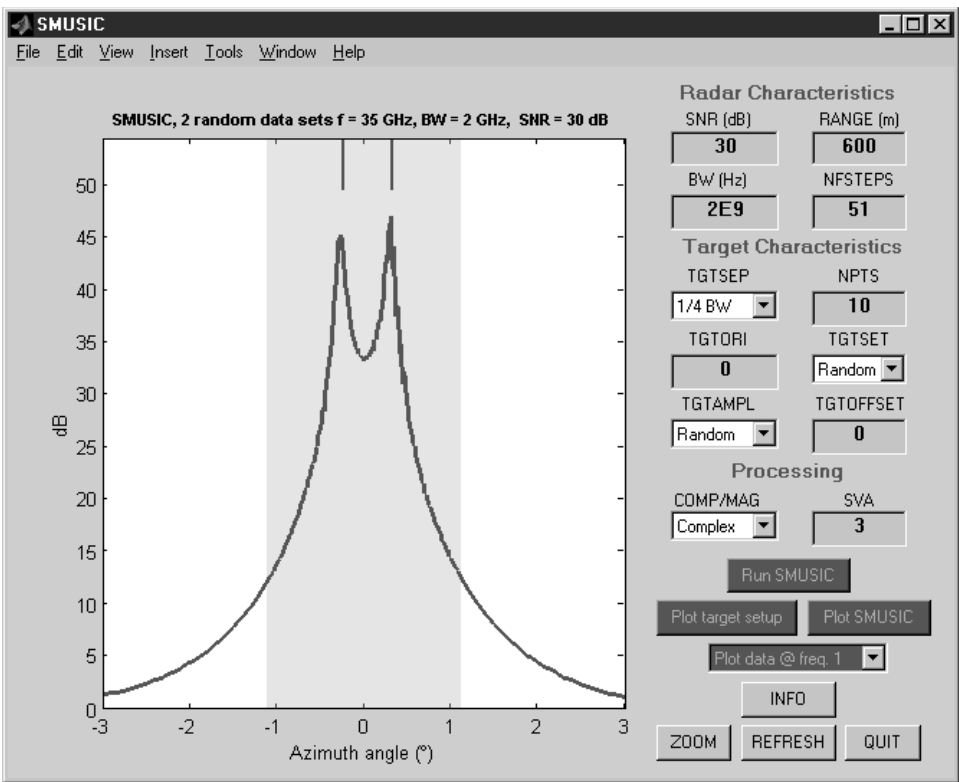 SMUSIC
File Edit View Insert Tools Window Help
SMUSIC, 2 random data sets f = 35 GHz, BW = 2 GHz, SNR = 30 dB
dB
50
45
40
35
30
25
20
15
10
5
0
-3 -2 -1 0 1 2 3
Azimuth angle (º)
Radar Characteristics
SNR (dB) RANGE (m)
30 600
BW (Hz) NFSTEPS
2E9 51
Target Characteristics
TGTSEP NPTS
1/4 BW 10
TGTORI TGTSET
0 Random
TGTAMPL TGTOFFSET
Random 0
Processing
COMP/MAG SVA
Complex 3
Run SMUSIC
Plot target setup Plot SMUSIC
Plot data @ freq. 1
INFO
ZOOM REFRESH QUIT